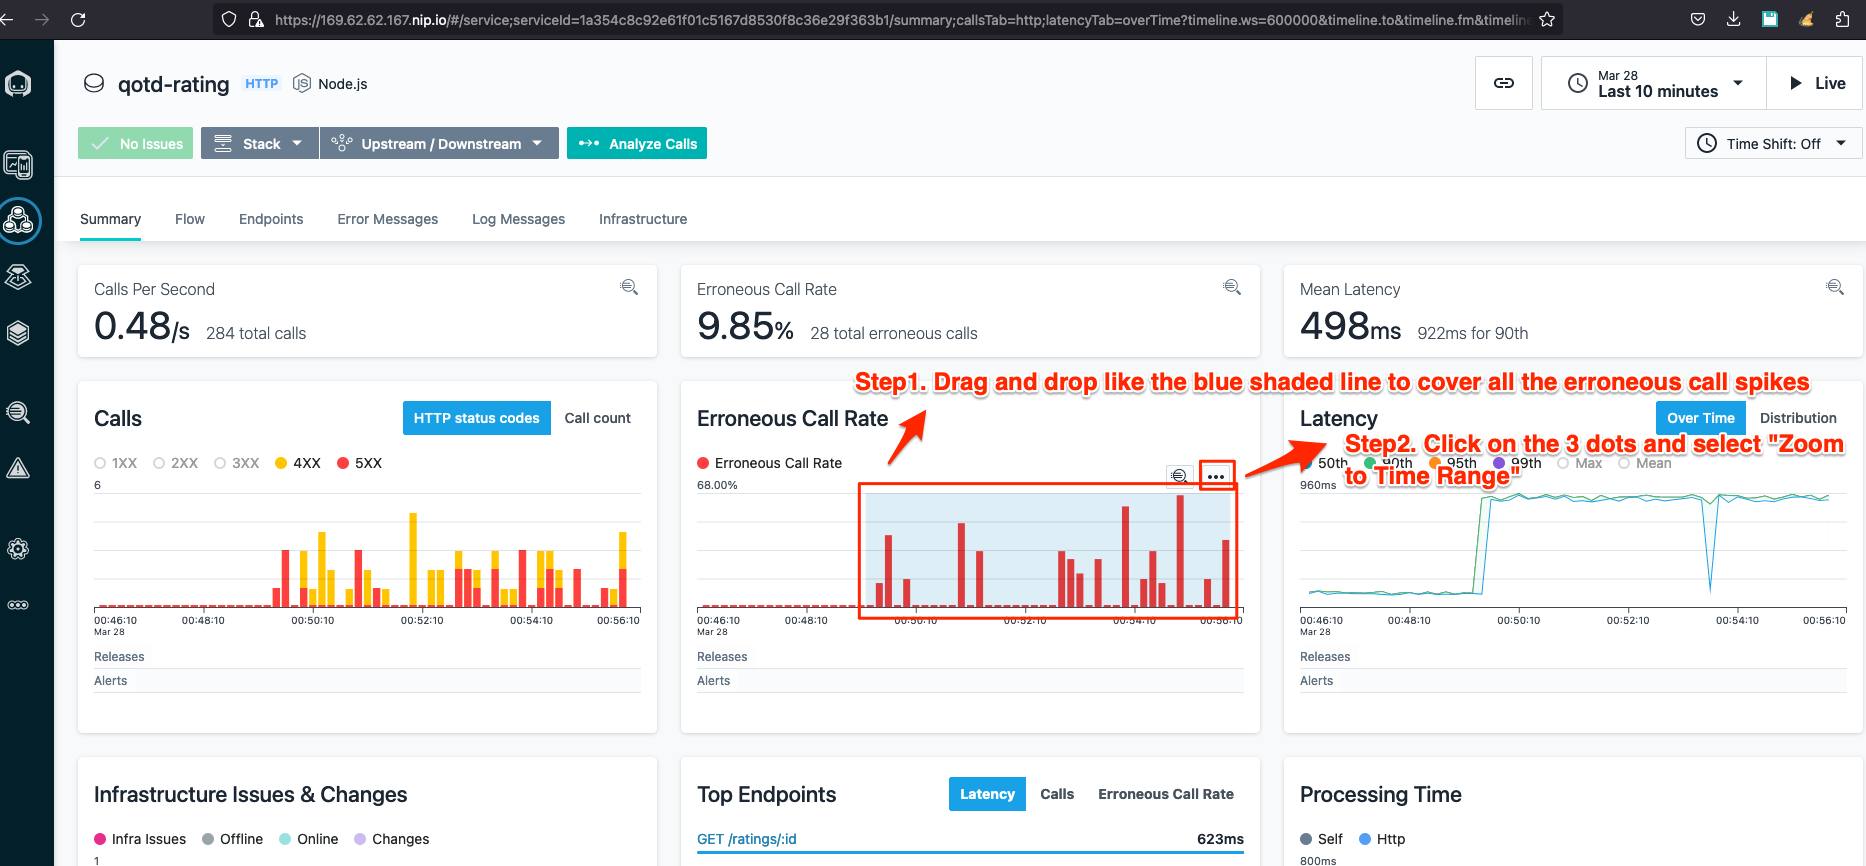 https://169.62.62.167.nip.io/#/service;serviceId=1a354c8c92e61f01c5167d8530f8c36e29f363b1/summary;callsTab=http;latencyTab=overTime?timeline.ws=600000&timeline.to&timeline.fm&timeline
qotd-rating HTTP Node.js
Mar 28
Last 10 minutes
Live
No Issues Stack Upstream / Downstream Analyze Calls
Time Shift: Off
Summary Flow Endpoints Error Messages Log Messages Infrastructure
Calls Per Second
0.48/s 284 total calls
Erroneous Call Rate
9.85% 28 total erroneous calls
Mean Latency
498ms 922ms for 90th
Step1. Drag and drop like the blue shaded line to cover all the erroneous call spikes
Calls
HTTP status codes Call count
1XX 2XX 3XX 4XX 5XX
6
00:46:10 00:48:10 00:50:10 00:52:10 00:54:10 00:56:10
Mar 28
Releases
Alerts
Erroneous Call Rate
Erroneous Call Rate
68.00%
00:46:10 00:48:10 00:50:10 00:52:10 00:54:10 00:56:10
Mar 28
Releases
Alerts
Latency
Over Time Distribution
Step2. Click on the 3 dots and select "Zoom
to Time Range"
50th 90th 95th 99th Max Mean
960ms
00:46:10 00:48:10 00:50:10 00:52:10 00:54:10 00:56:10
Mar 28
Releases
Alerts
Infrastructure Issues & Changes
Infra Issues Offline Online Changes
1
Top Endpoints
Latency Calls Erroneous Call Rate
GET /ratings/:id 623ms
Processing Time
Self Http
800ms